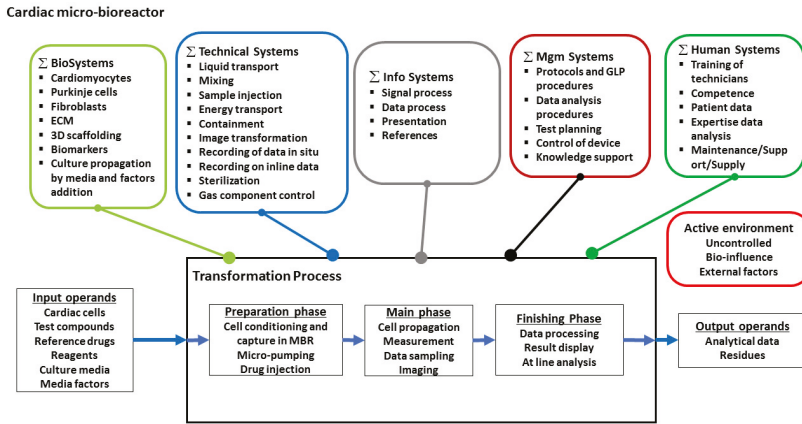 Cardiac micro-bioreactor
∑ BioSystems
▪ Cardiomyocytes
▪ Purkinje cells
▪ Fibroblasts
▪ ECM
▪ 3D scaffolding
▪ Biomarkers
▪ Culture propagation
by media and factors
addition
∑ Technical Systems
▪ Liquid transport
▪ Mixing
▪ Sample injection
▪ Energy transport
▪ Containment
▪ Image transformation
▪ Recording of data in situ
▪ Recording on inline data
▪ Sterilization
▪ Gas component control
∑ Info Systems
▪ Signal process
▪ Data process
▪ Presentation
▪ References
∑ Mgm Systems
▪ Protocols and GLP
procedures
▪ Data analysis
procedures
▪ Test planning
▪ Control of device
▪ Knowledge support
∑ Human Systems
▪ Training of
technicians
▪ Competence
▪ Patient data
▪ Expertise data
analysis
▪ Maintenance/Supp
ort/Supply
Active environment
Uncontrolled
Bio-influence
External factors
Transformation Process
Input operands
Cardiac cells
Test compounds
Reference drugs
Reagents
Culture media
Media factors
Preparation phase
Cell conditioning and
capture in MBR
Micro-pumping
Drug injection
Main phase
Cell propagation
Measurement
Data sampling
Imaging
Finishing Phase
Data processing
Result display
At line analysis
Output operands
Analytical data
Residues